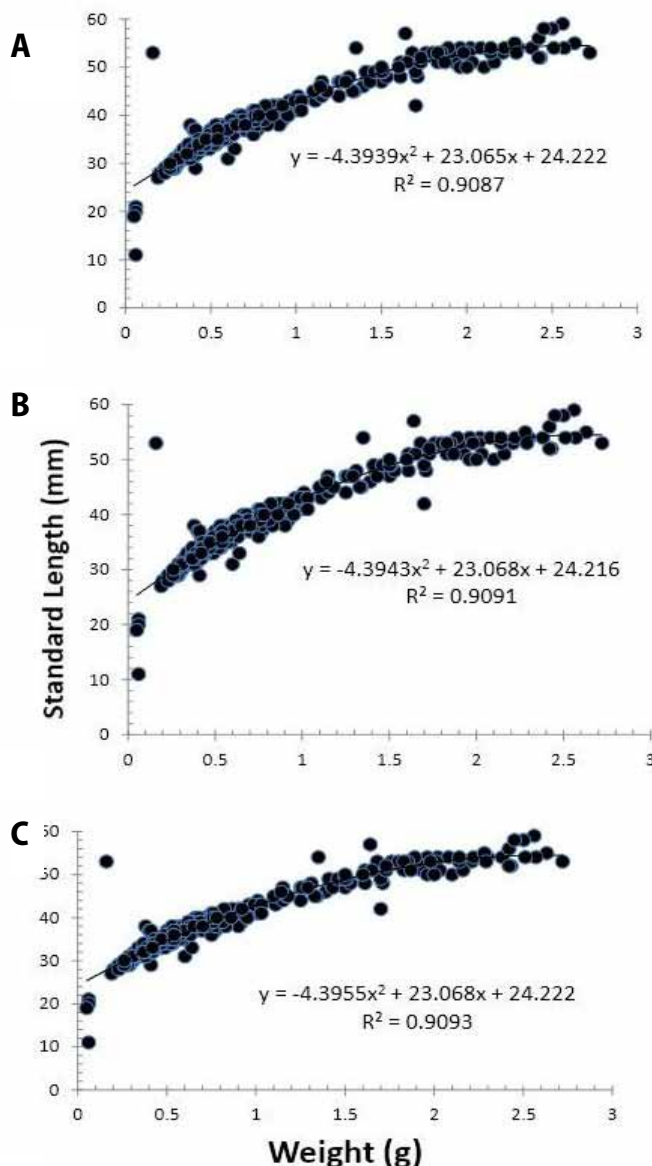 A
60
50
40
30
20
10
0
y = -4.3939x² + 23.065x + 24.222
R² = 0.9087
0 0.5 1 1.5 2 2.5 3
B
Standard Length (mm)
60
50
40
30
20
10
0
y = -4.3943x² + 23.068x + 24.216
R² = 0.9091
0 0.5 1 1.5 2 2.5 3
C
50
40
30
20
10
0
y = -4.3955x² + 23.068x + 24.222
R² = 0.9093
0 0.5 1 1.5 2 2.5 3
Weight (g)